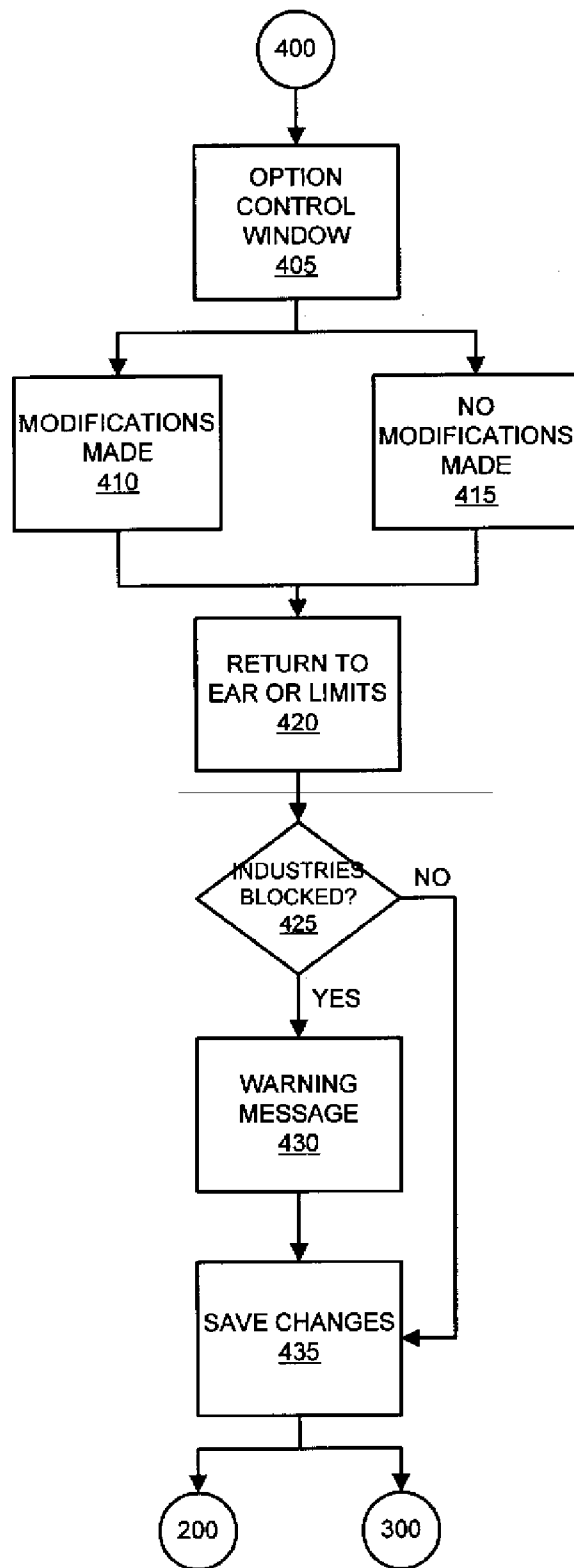 400
OPTION
CONTROL
WINDOW
405
MODIFICATIONS
MADE
410
NO
MODIFICATIONS
MADE
415
RETURN TO
EAR OR LIMITS
420
INDUSTRIES
BLOCKED?
425
NO
YES
WARNING
MESSAGE
430
SAVE CHANGES
435
200
300